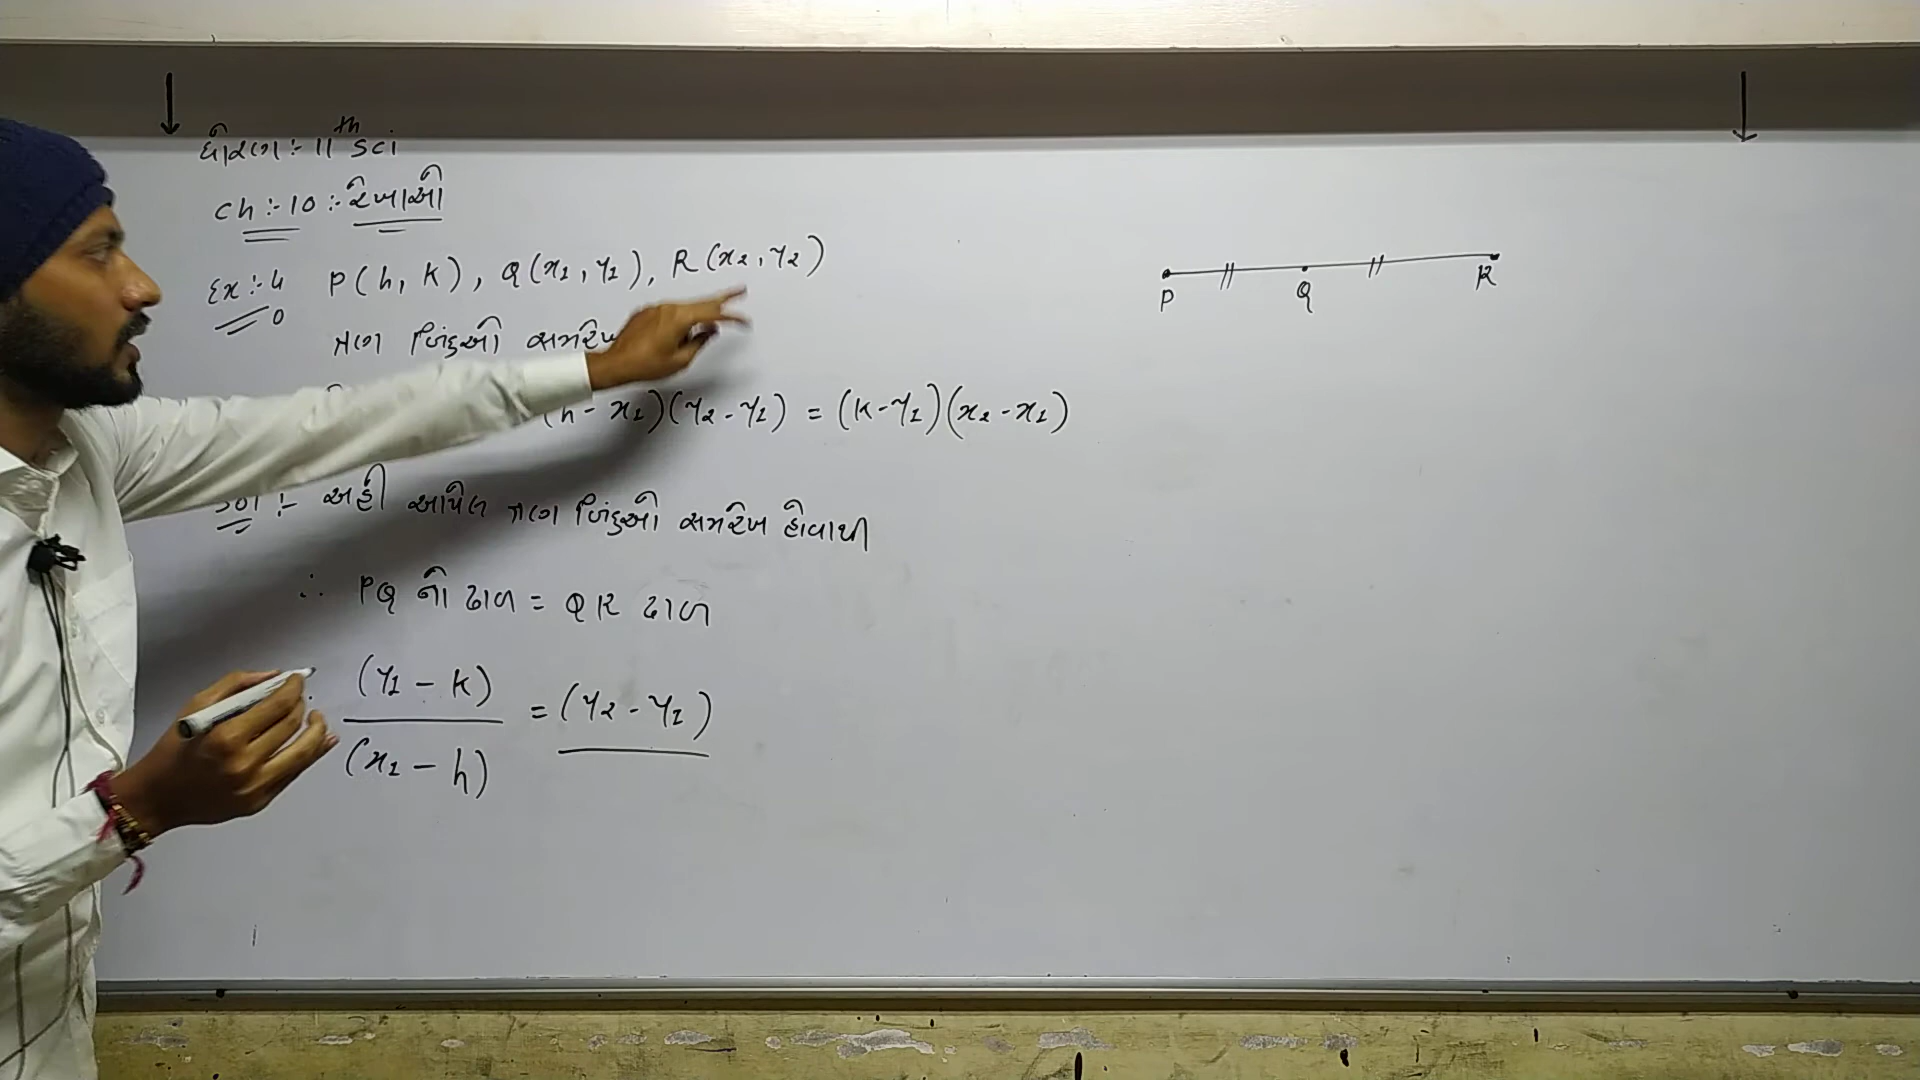 ધોરણ :- 11th Sci
ch :- 10 :- રેખાઓ
Ex :- 4 P(h, k), Q(x1, y1), R(x2, y2)
ત્રણ બિંદુઓ સમરેખ
(h - x1)(y2 - y1) = (k - y1)(x2 - x1)
Sol :- અહીં આપેલ ત્રણ બિંદુઓ સમરેખ હોવાથી
∴ PQ નો ઢાળ = QR ઢાળ
(y1 - k) / (x1 - h) = (y2 - y1)
P Q R